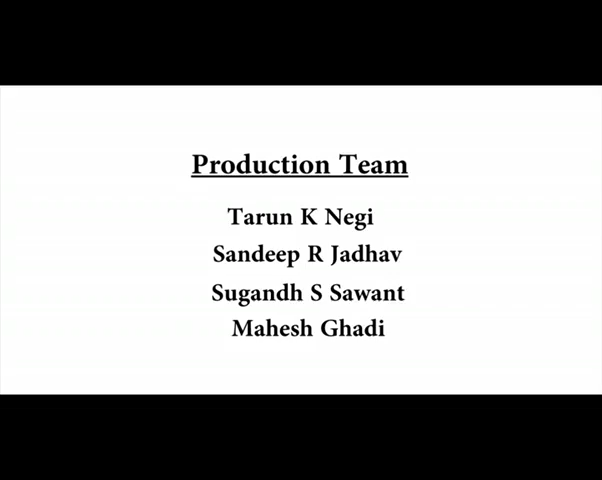 Production Team
Tarun K Negi
Sandeep R Jadhav
Sugandh S Sawant
Mahesh Ghadi